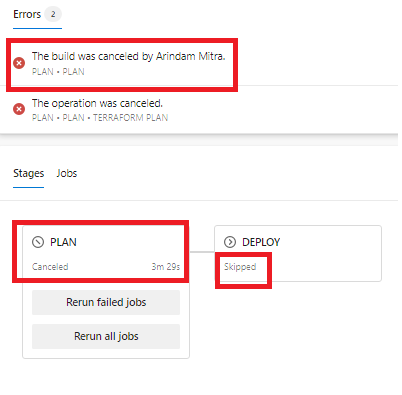 Errors 2
The build was canceled by Arindam Mitra.
PLAN • PLAN
The operation was canceled.
PLAN • PLAN • TERRAFORM PLAN
Stages Jobs
PLAN
Canceled 3m 29s
Rerun failed jobs
Rerun all jobs
DEPLOY
Skipped